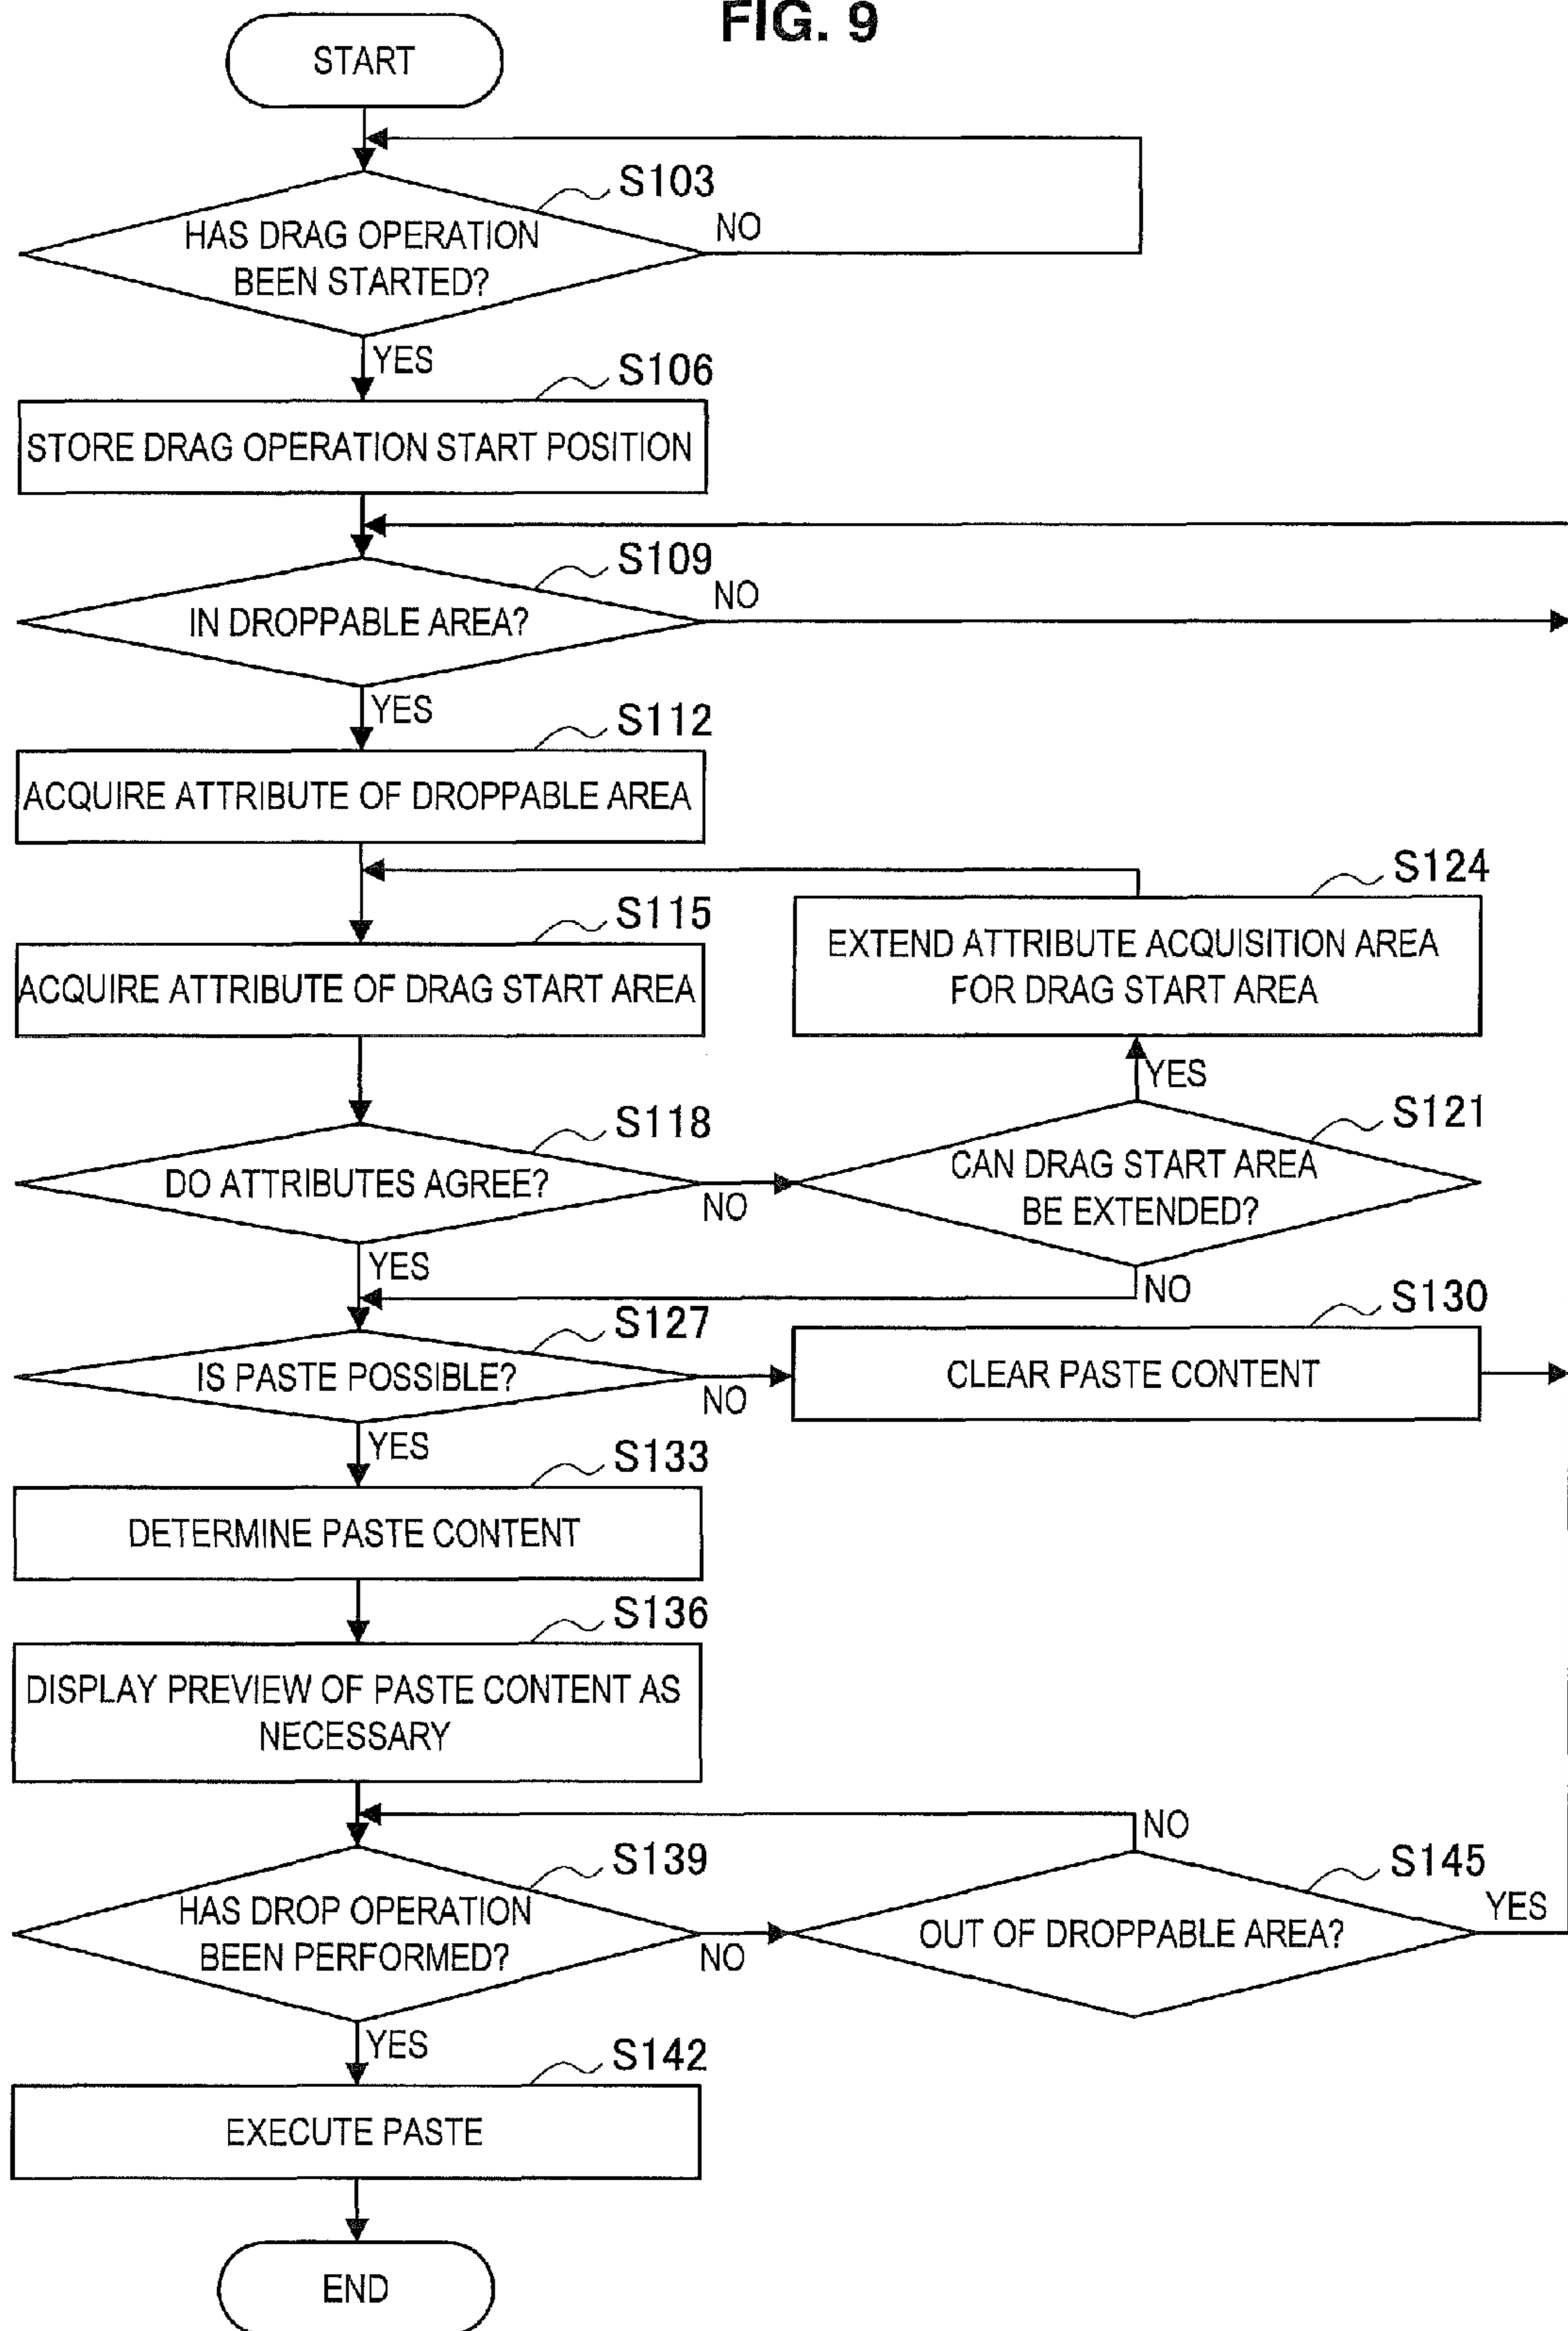 FIG. 9
START
S103
HAS DRAG OPERATION
BEEN STARTED?
NO
YES
S106
STORE DRAG OPERATION START POSITION
S109
IN DROPPABLE AREA?
NO
YES
S112
ACQUIRE ATTRIBUTE OF DROPPABLE AREA
S115
ACQUIRE ATTRIBUTE OF DRAG START AREA
S124
EXTEND ATTRIBUTE ACQUISITION AREA
FOR DRAG START AREA
YES
S118
DO ATTRIBUTES AGREE?
NO
S121
CAN DRAG START AREA
BE EXTENDED?
YES
NO
S127
IS PASTE POSSIBLE?
NO
S130
CLEAR PASTE CONTENT
YES
S133
DETERMINE PASTE CONTENT
S136
DISPLAY PREVIEW OF PASTE CONTENT AS
NECESSARY
NO
S139
HAS DROP OPERATION
BEEN PERFORMED?
NO
S145
OUT OF DROPPABLE AREA?
YES
YES
S142
EXECUTE PASTE
END